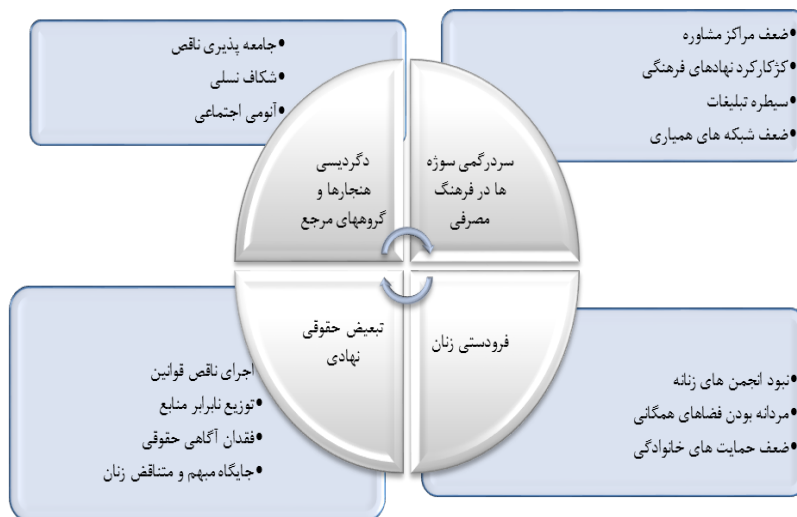 •ضعف مراکز مشاوره
•کژکارکرد نهادهای فرهنگی
•سیطره تبلیغات
•ضعف شبکه های همیاری
•جامعه پذیری ناقص
•شکاف نسلی
•آنومی اجتماعی
سردرگمی سوژه
ها در فرهنگ
مصرفی
دگردیسی
هنجارها و
گروههای مرجع
فرودستی زنان
تبعیض حقوقی
نهادی
•نبود انجمن های زنانه
•مردانه بودن فضاهای همگانی
•ضعف حمایت های خانوادگی
اجرای ناقص قوانین
•توزیع نابرابر منابع
•فقدان آگاهی حقوقی
•جایگاه مبهم و متناقض زنان